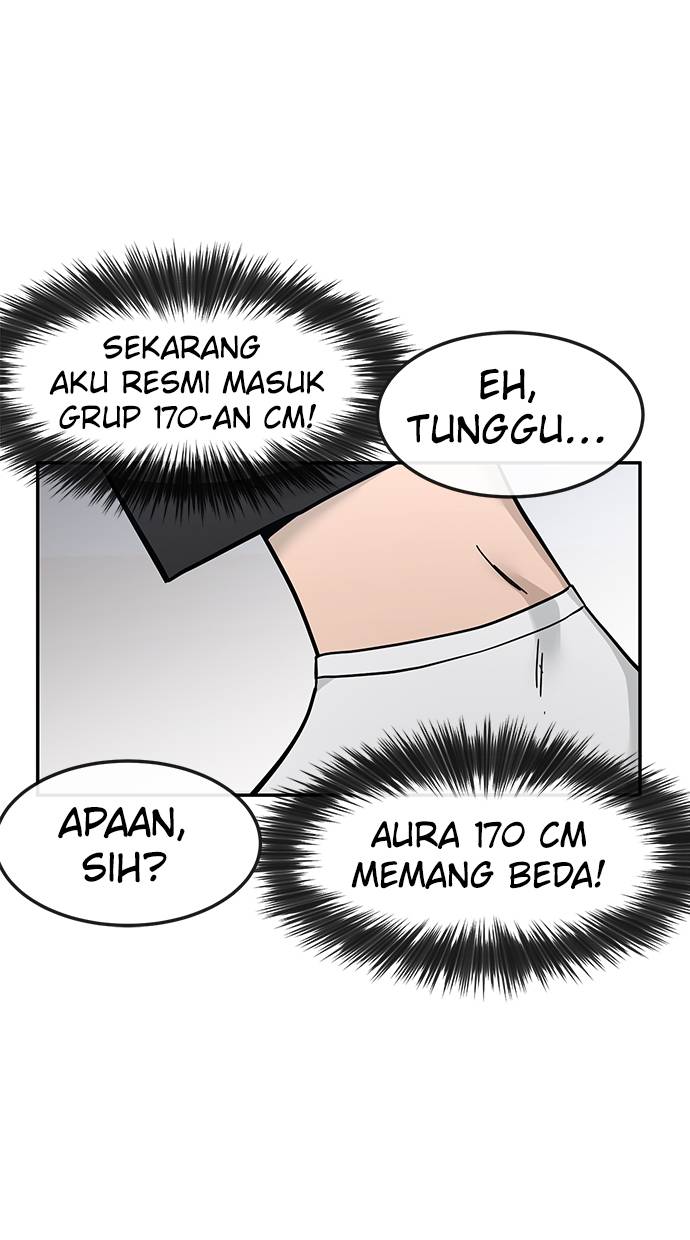 SEKARANG
AKU RESMI MASUK
GRUP 170-AN CM!
EH,
TUNGGU...
APAAN,
SIH?
AURA 170 CM
MEMANG BEDA!